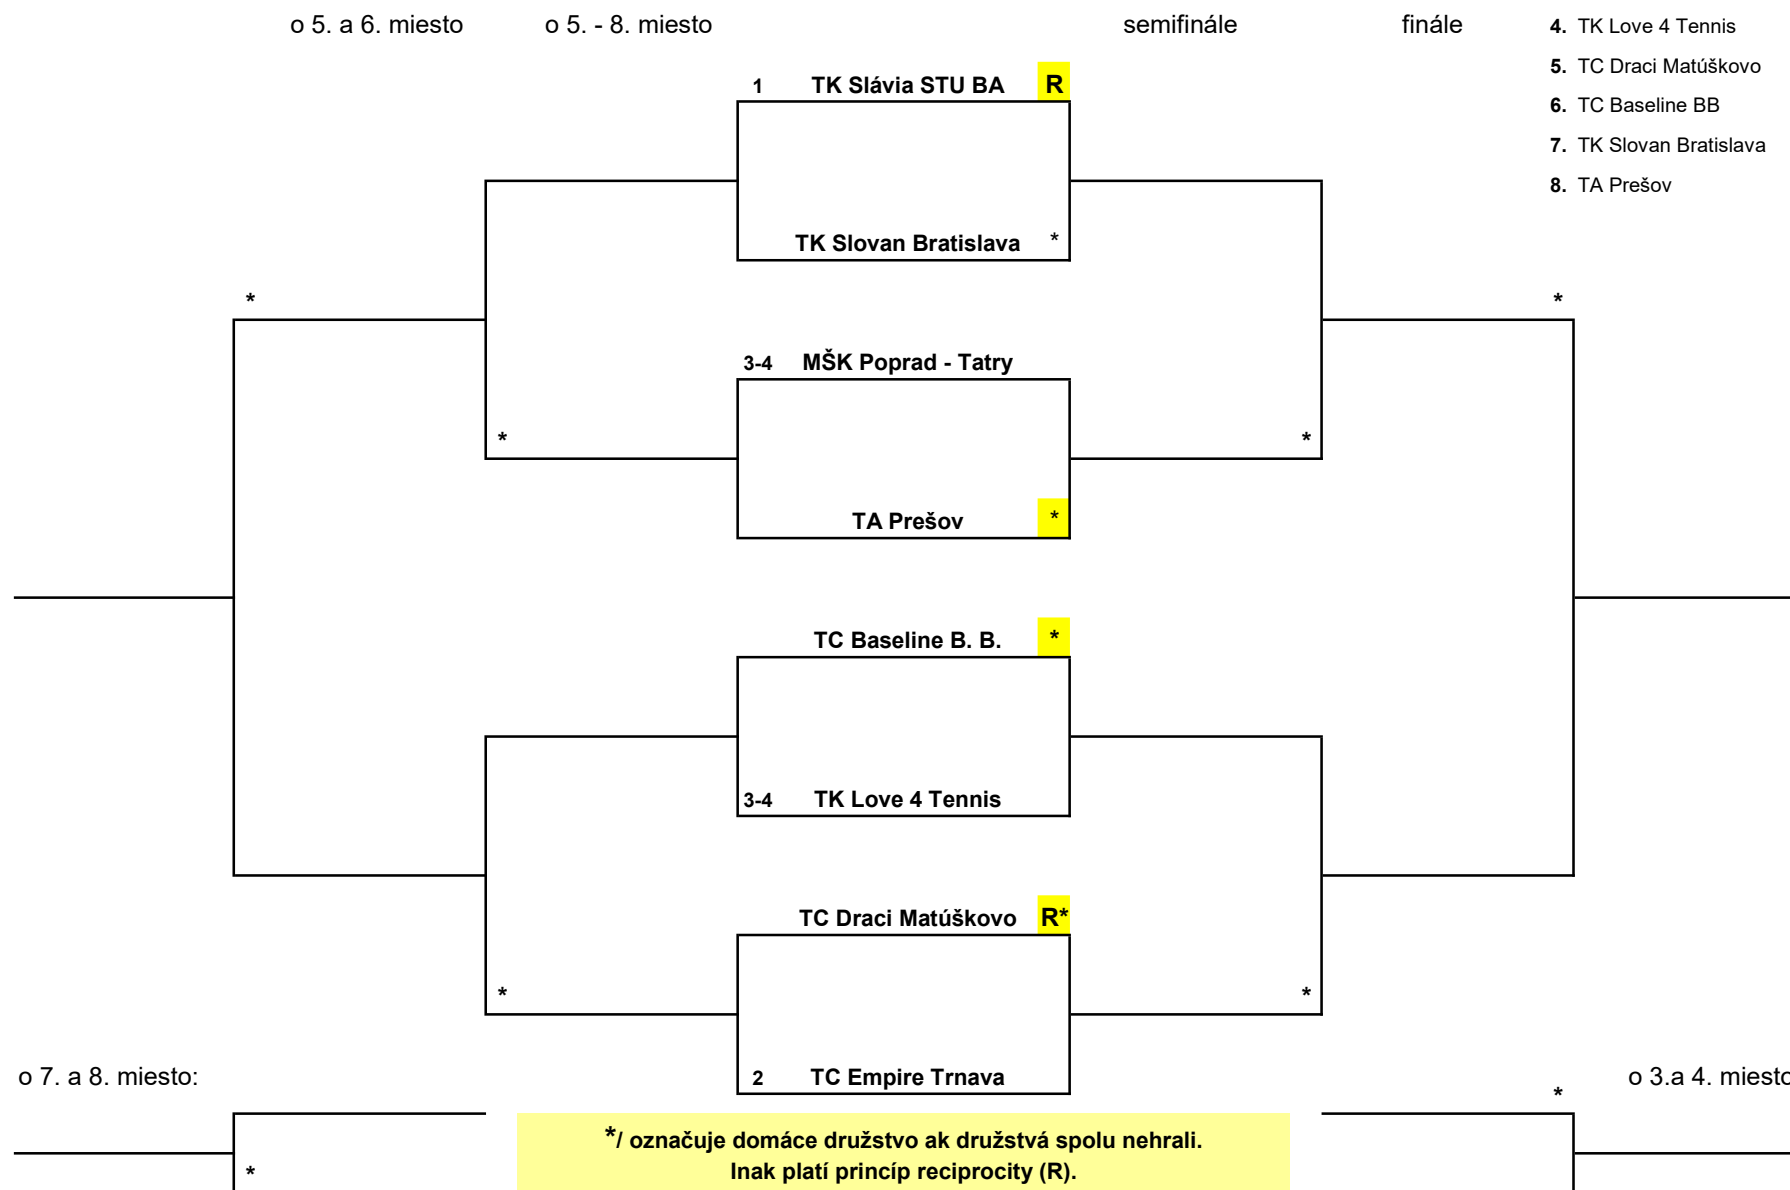 o 5. a 6. miesto o 5. - 8. miesto semifinále finále 4. TK Love 4 Tennis
5. TC Draci Matúškovo
1 TK Slávia STU BA R
6. TC Baseline BB
7. TK Slovan Bratislava
8. TA Prešov
TK Slovan Bratislava *
* *
3-4 MŠK Poprad - Tatry
* *
TA Prešov *
TC Baseline B. B. *
3-4 TK Love 4 Tennis
TC Draci Matúškovo R*
* *
o 7. a 8. miesto: 2 TC Empire Trnava o 3.a 4. miesto
*
*/ označuje domáce družstvo ak družstvá spolu nehrali.
* Inak platí princíp reciprocity (R).